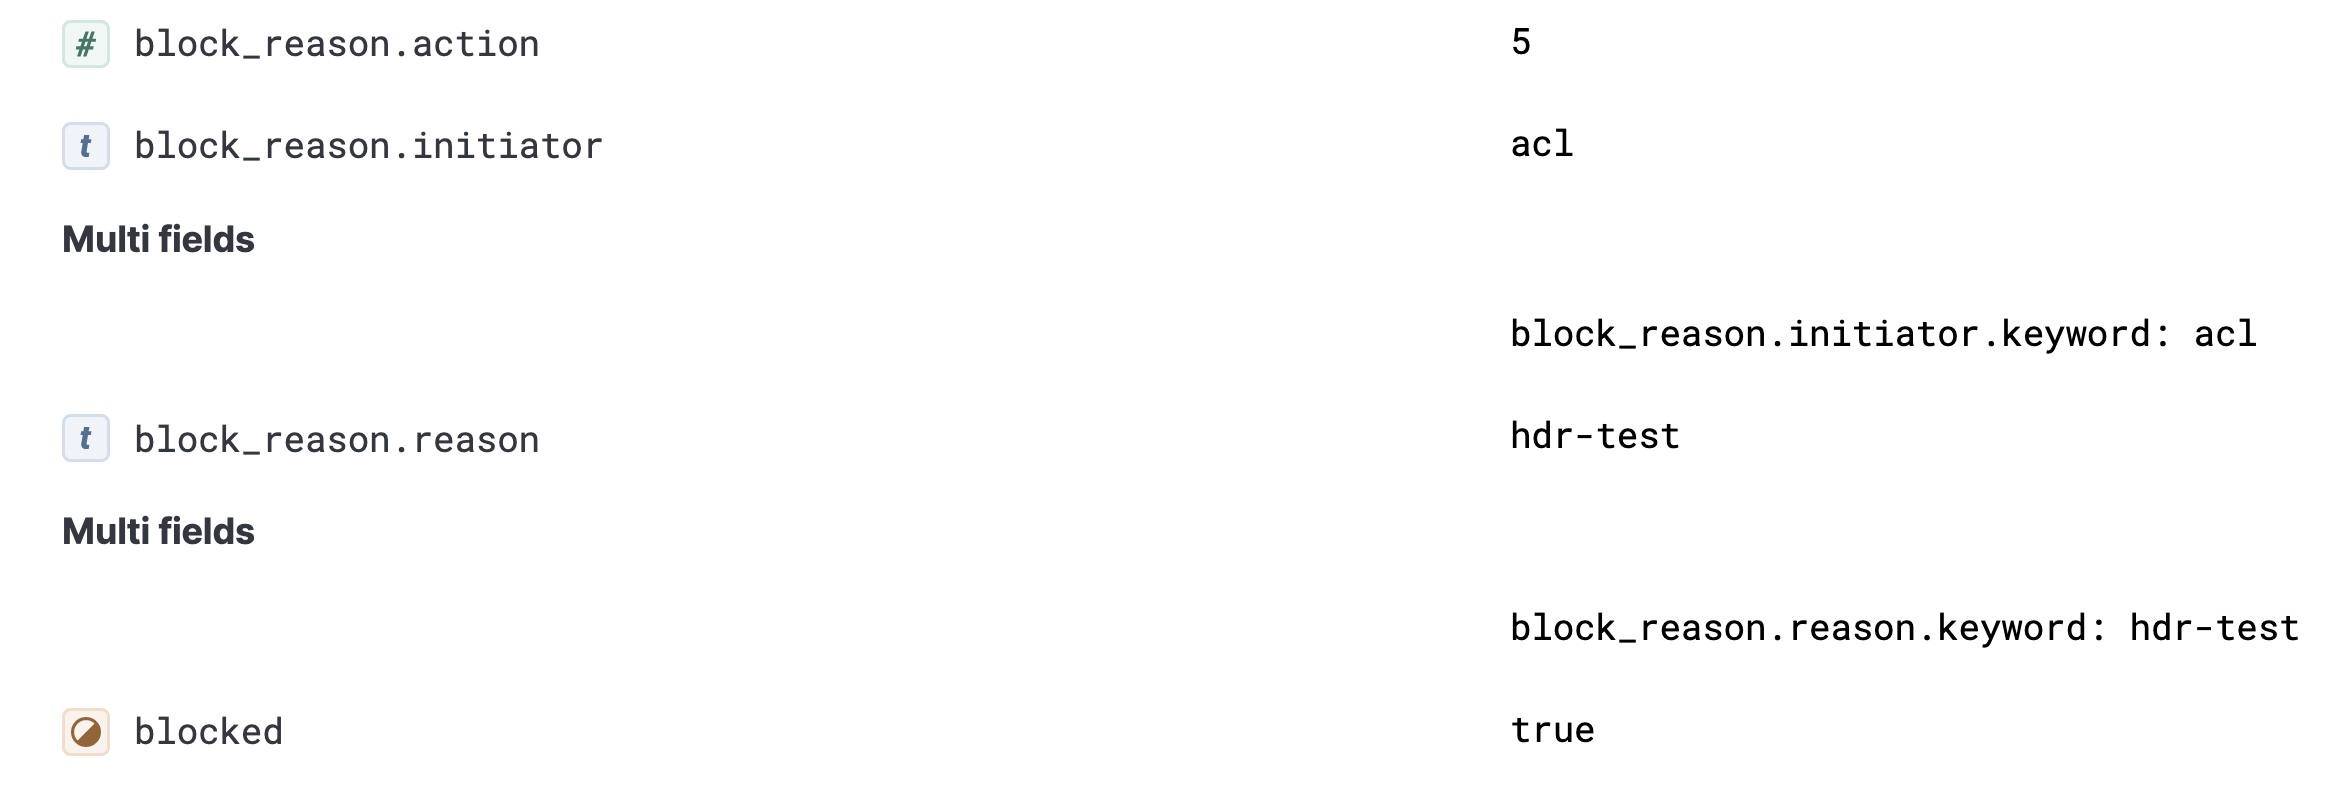 # block_reason.action 5
t block_reason.initiator acl
Multi fields
block_reason.initiator.keyword: acl
t block_reason.reason hdr-test
Multi fields
block_reason.reason.keyword: hdr-test
blocked true